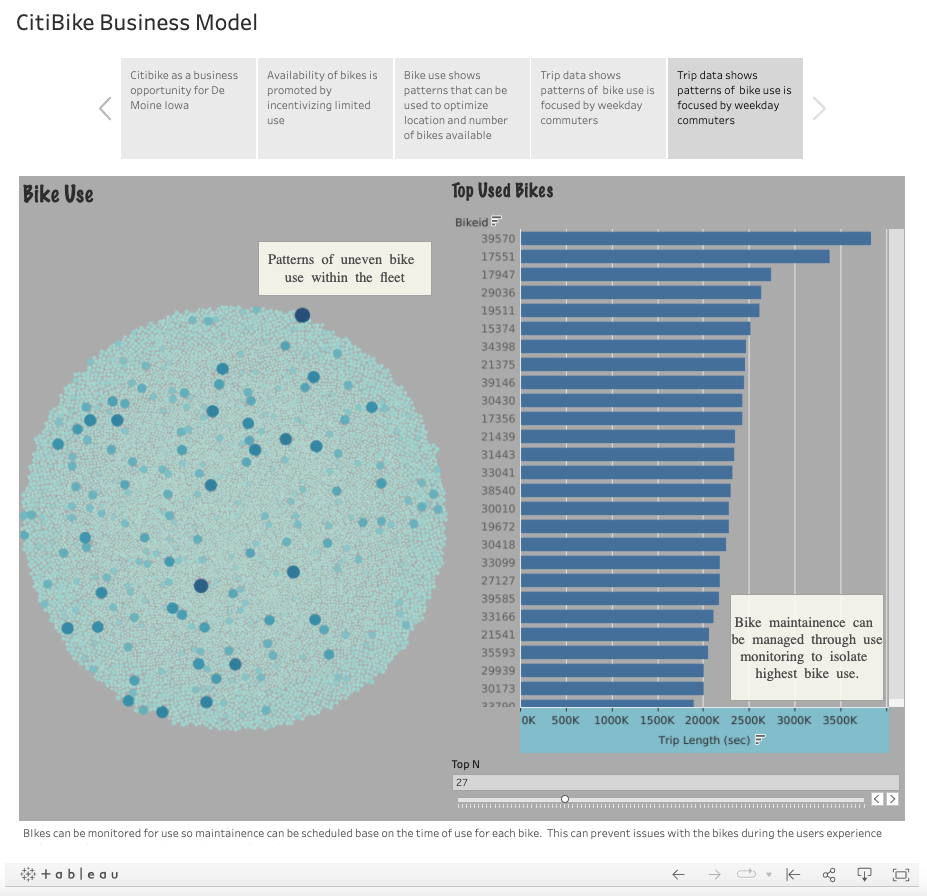 CitiBike Business Model
Citibike as a business
opportunity for De
Moine Iowa
Availability of bikes is
promoted by
incentivizing limited
use
Bike use shows
patterns that can be
used to optimize
location and number
of bikes available
Trip data shows
patterns of bike use is
focused by weekday
commuters
Trip data shows
patterns of bike use is
focused by weekday
commuters
Bike Use
Patterns of uneven bike
use within the fleet
Top Used Bikes
Bikeid
39570
17551
17947
29036
19511
15374
34398
21375
39146
30430
17356
21439
31443
33041
38540
30010
19672
30418
33099
27127
39585
33166
21541
35593
29939
30173
Bike maintainence can
be managed through use
monitoring to isolate
highest bike use.
0K 500K 1000K 1500K 2000K 2500K 3000K 3500K
Trip Length (sec)
Top N
27
BIkes can be monitored for use so maintainence can be scheduled base on the time of use for each bike. This can prevent issues with the bikes during the users experience
+ a b | e a u